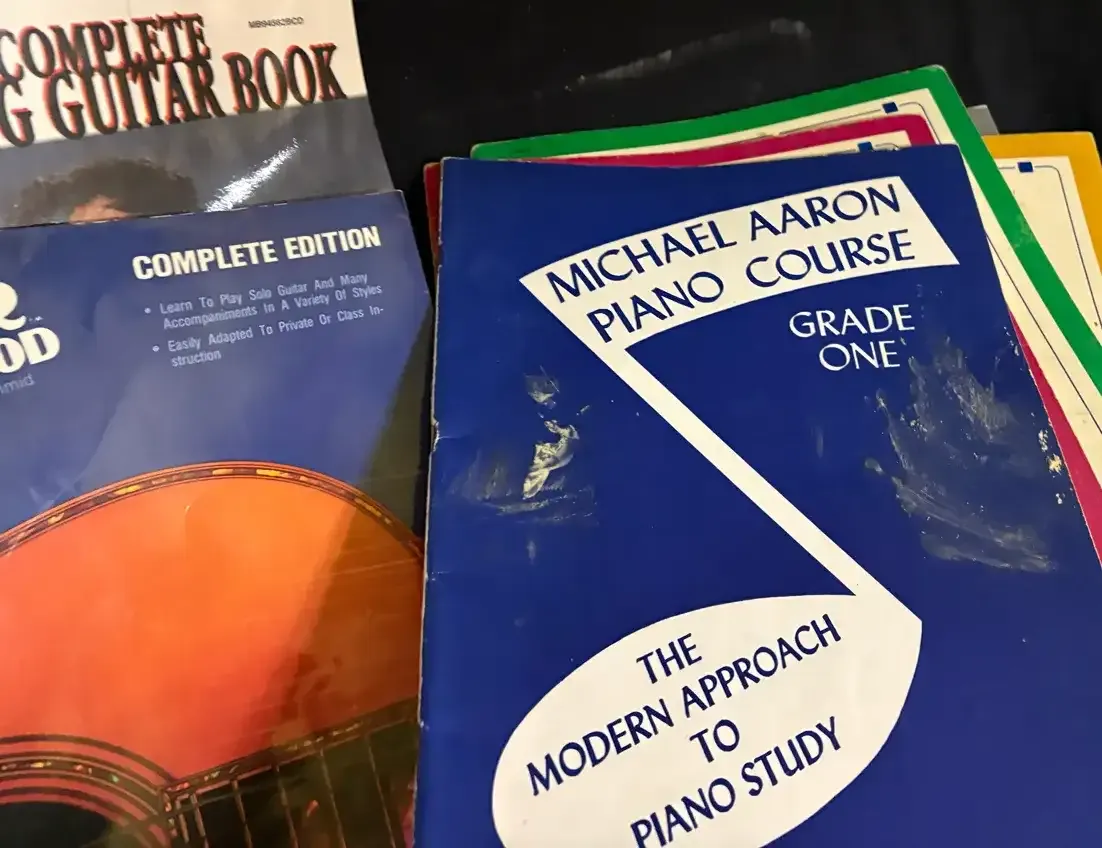 COMPLETE
G GUITAR BOOK
MB94562BCD
COMPLETE EDITION
• Learn To Play Solo Guitar And Many
Accompaniments In A Variety Of Styles
• Easily Adapted To Private Or Class In-
struction
R
OD
MICHAEL AARON
PIANO COURSE
GRADE
ONE
THE
MODERN APPROACH
TO
PIANO STUDY